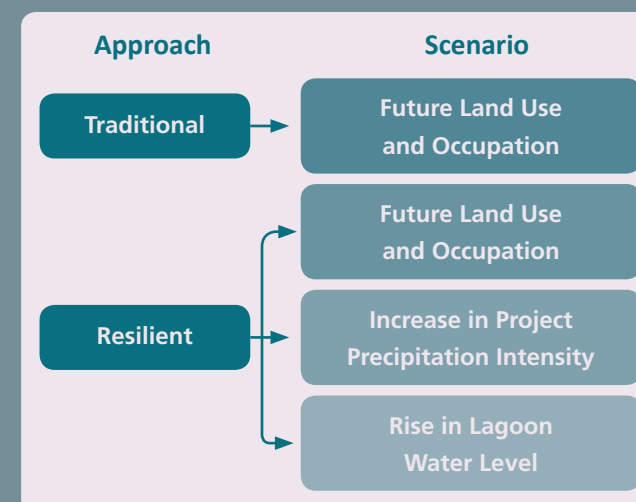 Approach
Scenario
Traditional
Future Land Use
and Occupation
Resilient
Future Land Use
and Occupation
Increase in Project
Precipitation Intensity
Rise in Lagoon
Water Level